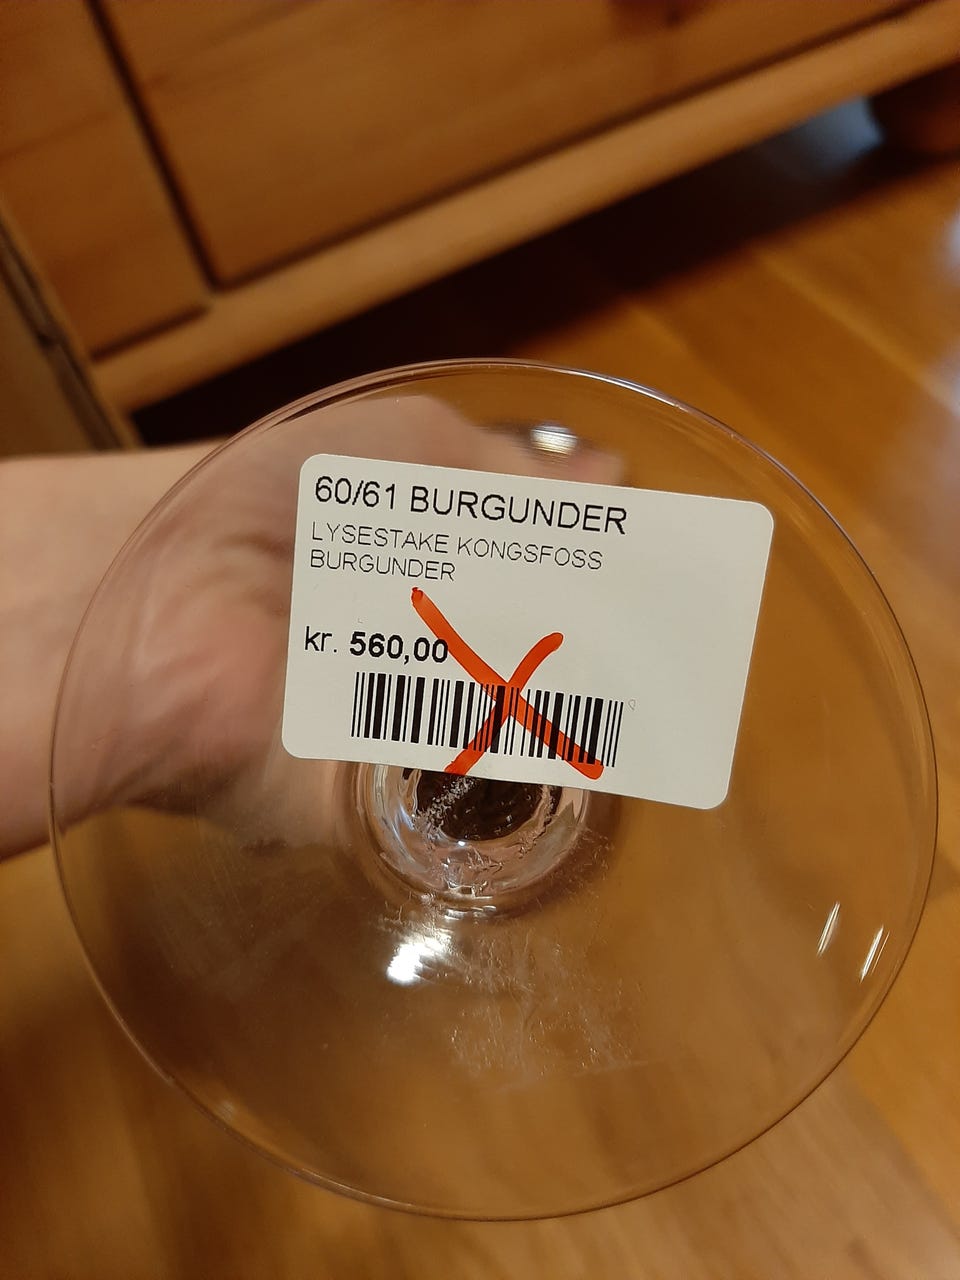 60/61 BURGUNDER
LYSESTAKE KONGSFOSS
BURGUNDER
kr. 560,00